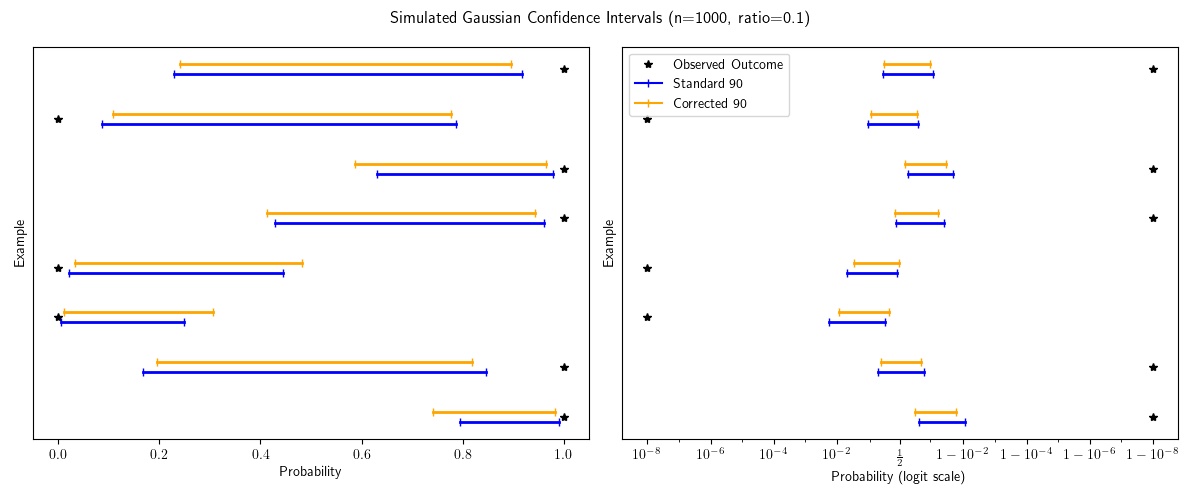 Simulated Gaussian Confidence Intervals (n=1000, ratio=0.1)
Example
0.0 0.2 0.4 0.6 0.8 1.0
Probability
Observed Outcome
Standard 90
Corrected 90
Example
10⁻⁸ 10⁻⁶ 10⁻⁴ 10⁻² 1/2 1 − 10⁻² 1 − 10⁻⁴ 1 − 10⁻⁶ 1 − 10⁻⁸
Probability (logit scale)